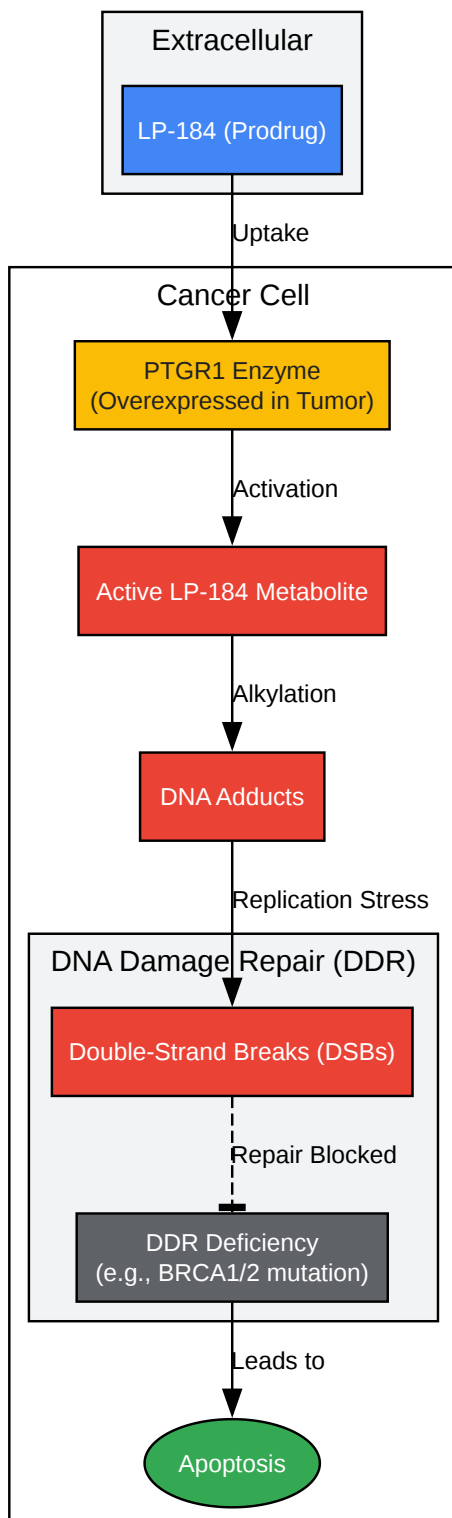 Extracellular
LP-184 (Prodrug)
Uptake
Cancer Cell
PTGR1 Enzyme
(Overexpressed in Tumor)
Activation
Active LP-184 Metabolite
Alkylation
DNA Adducts
Replication Stress
DNA Damage Repair (DDR)
Double-Strand Breaks (DSBs)
Repair Blocked
DDR Deficiency
(e.g., BRCA1/2 mutation)
Leads to
Apoptosis